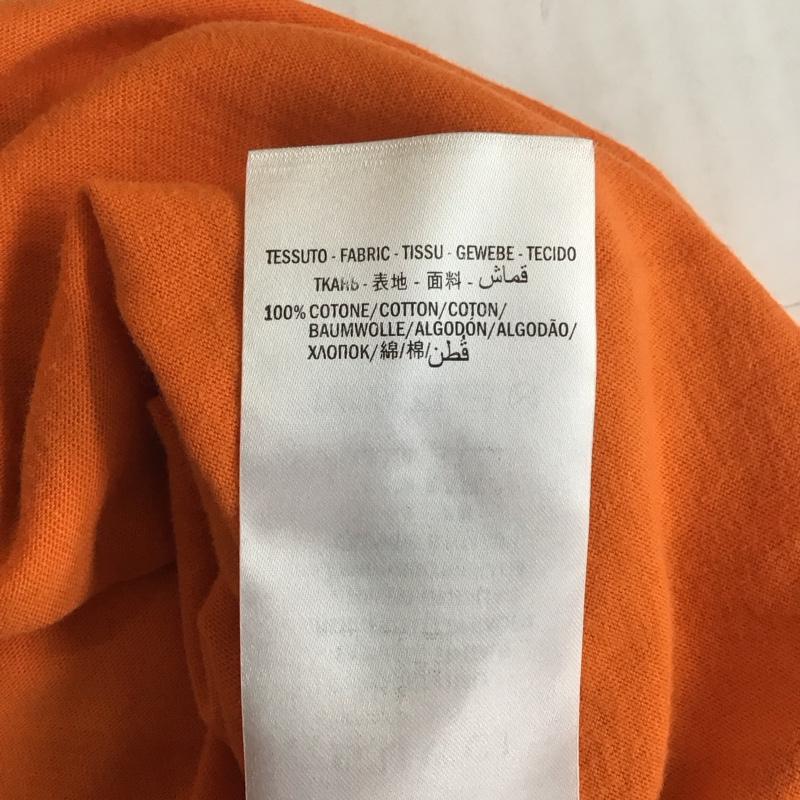 TESSUTO - FABRIC - TISSU - GEWEBE - TECIDO
ТКАНЬ - 表地 - 面料 - قماش
100% COTONE/COTTON/COTON/
BAUMWOLLE/ALGODÓN/ALGODÃO/
ХЛОПОК/綿/棉/قُطن